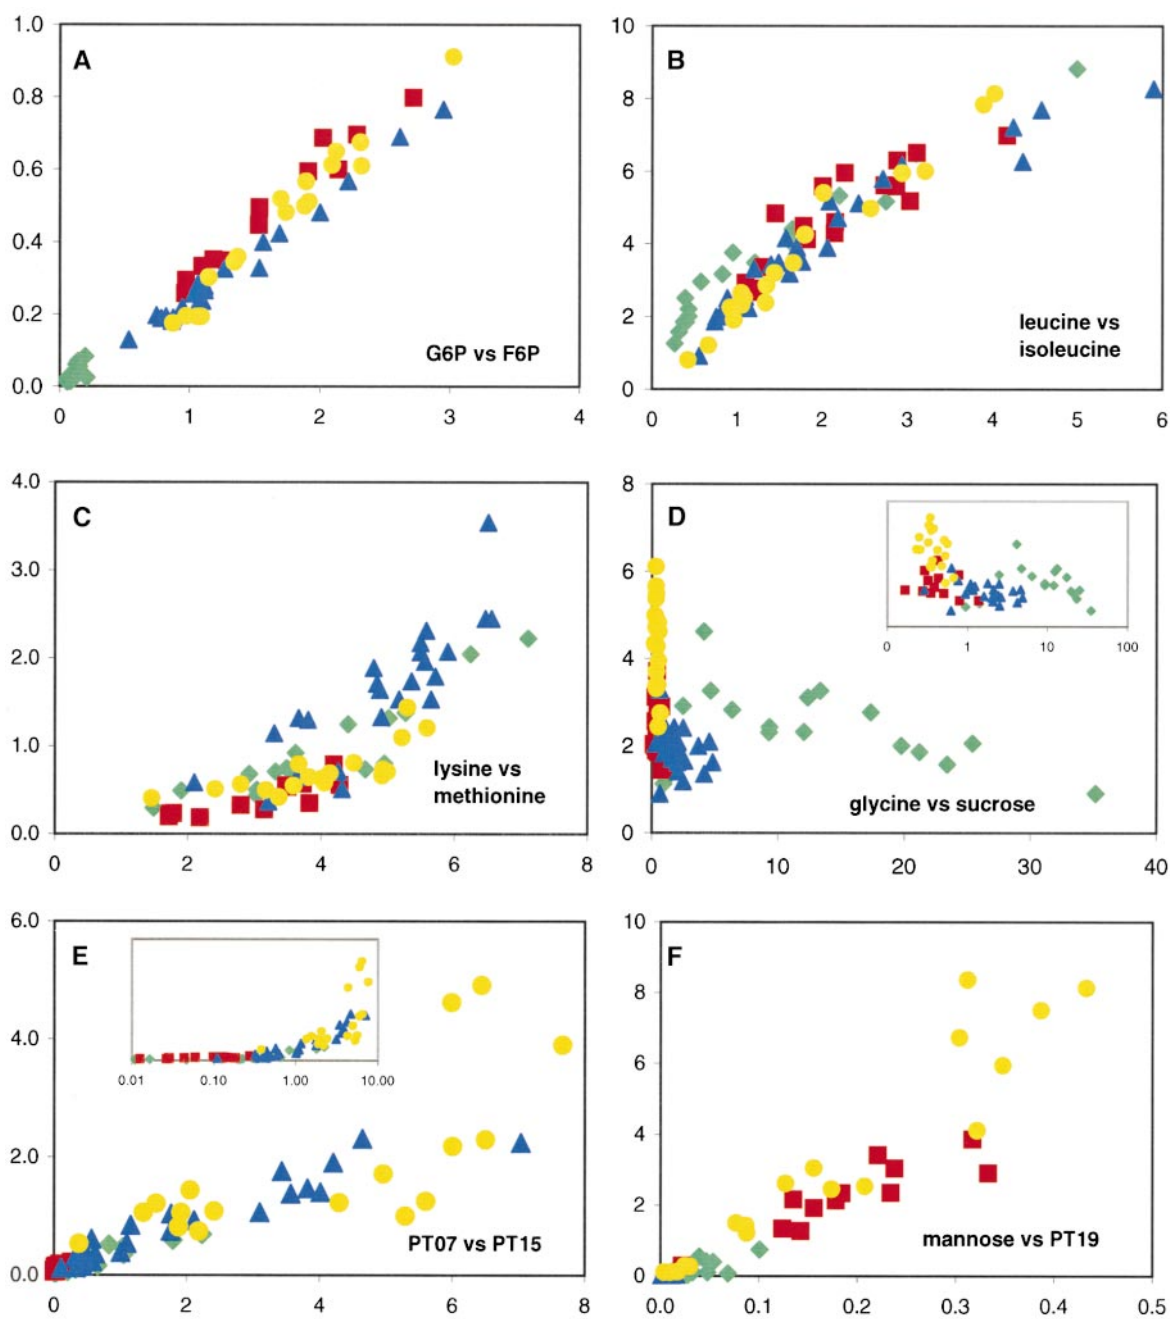 1.0
0.8
0.6
0.4
0.2
0.0
A
G6P vs F6P
0 1 2 3 4
10
8
6
4
2
0
B
leucine vs
isoleucine
0 1 2 3 4 5 6
4.0
3.0
2.0
1.0
0.0
C
lysine vs
methionine
0 2 4 6 8
8
6
4
2
0
D
0 1 10 100
glycine vs sucrose
0 10 20 30 40
6.0
4.0
2.0
0.0
E
0.01 0.10 1.00 10.00
PT07 vs PT15
0 2 4 6 8
10
8
6
4
2
0
F
mannose vs PT19
0.0 0.1 0.2 0.3 0.4 0.5